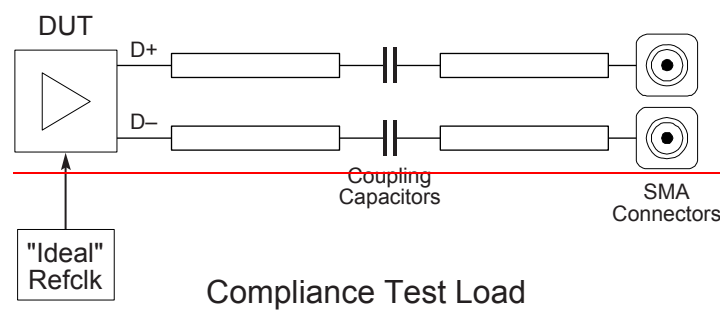 DUT
D+
D–
Coupling
Capacitors
SMA
Connectors
"Ideal"
Refclk
Compliance Test Load